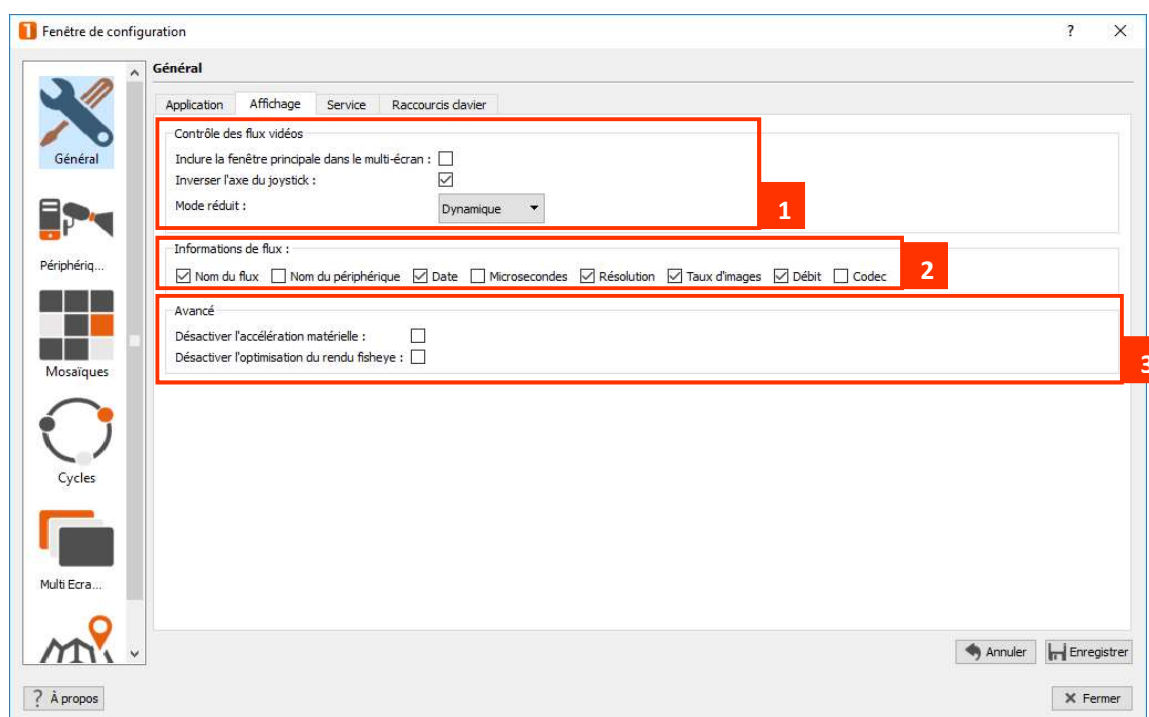 Fenêtre de configuration
?
Général
Application Affichage Service Raccourcis clavier
Contrôle des flux vidéos
Inclure la fenêtre principale dans le multi-écran :
Inverser l'axe du joystick :
Mode réduit : Dynamique
1
Informations de flux :
Nom du flux Nom du périphérique Date Microsecondes Résolution Taux d'images Débit Codec
2
Avancé
Désactiver l'accélération matérielle :
Désactiver l'optimisation du rendu fisheye :
3
Général
Périphériq...
Mosaïques
Cycles
Multi Ecra...
Annuler Enregistrer
? À propos
Fermer